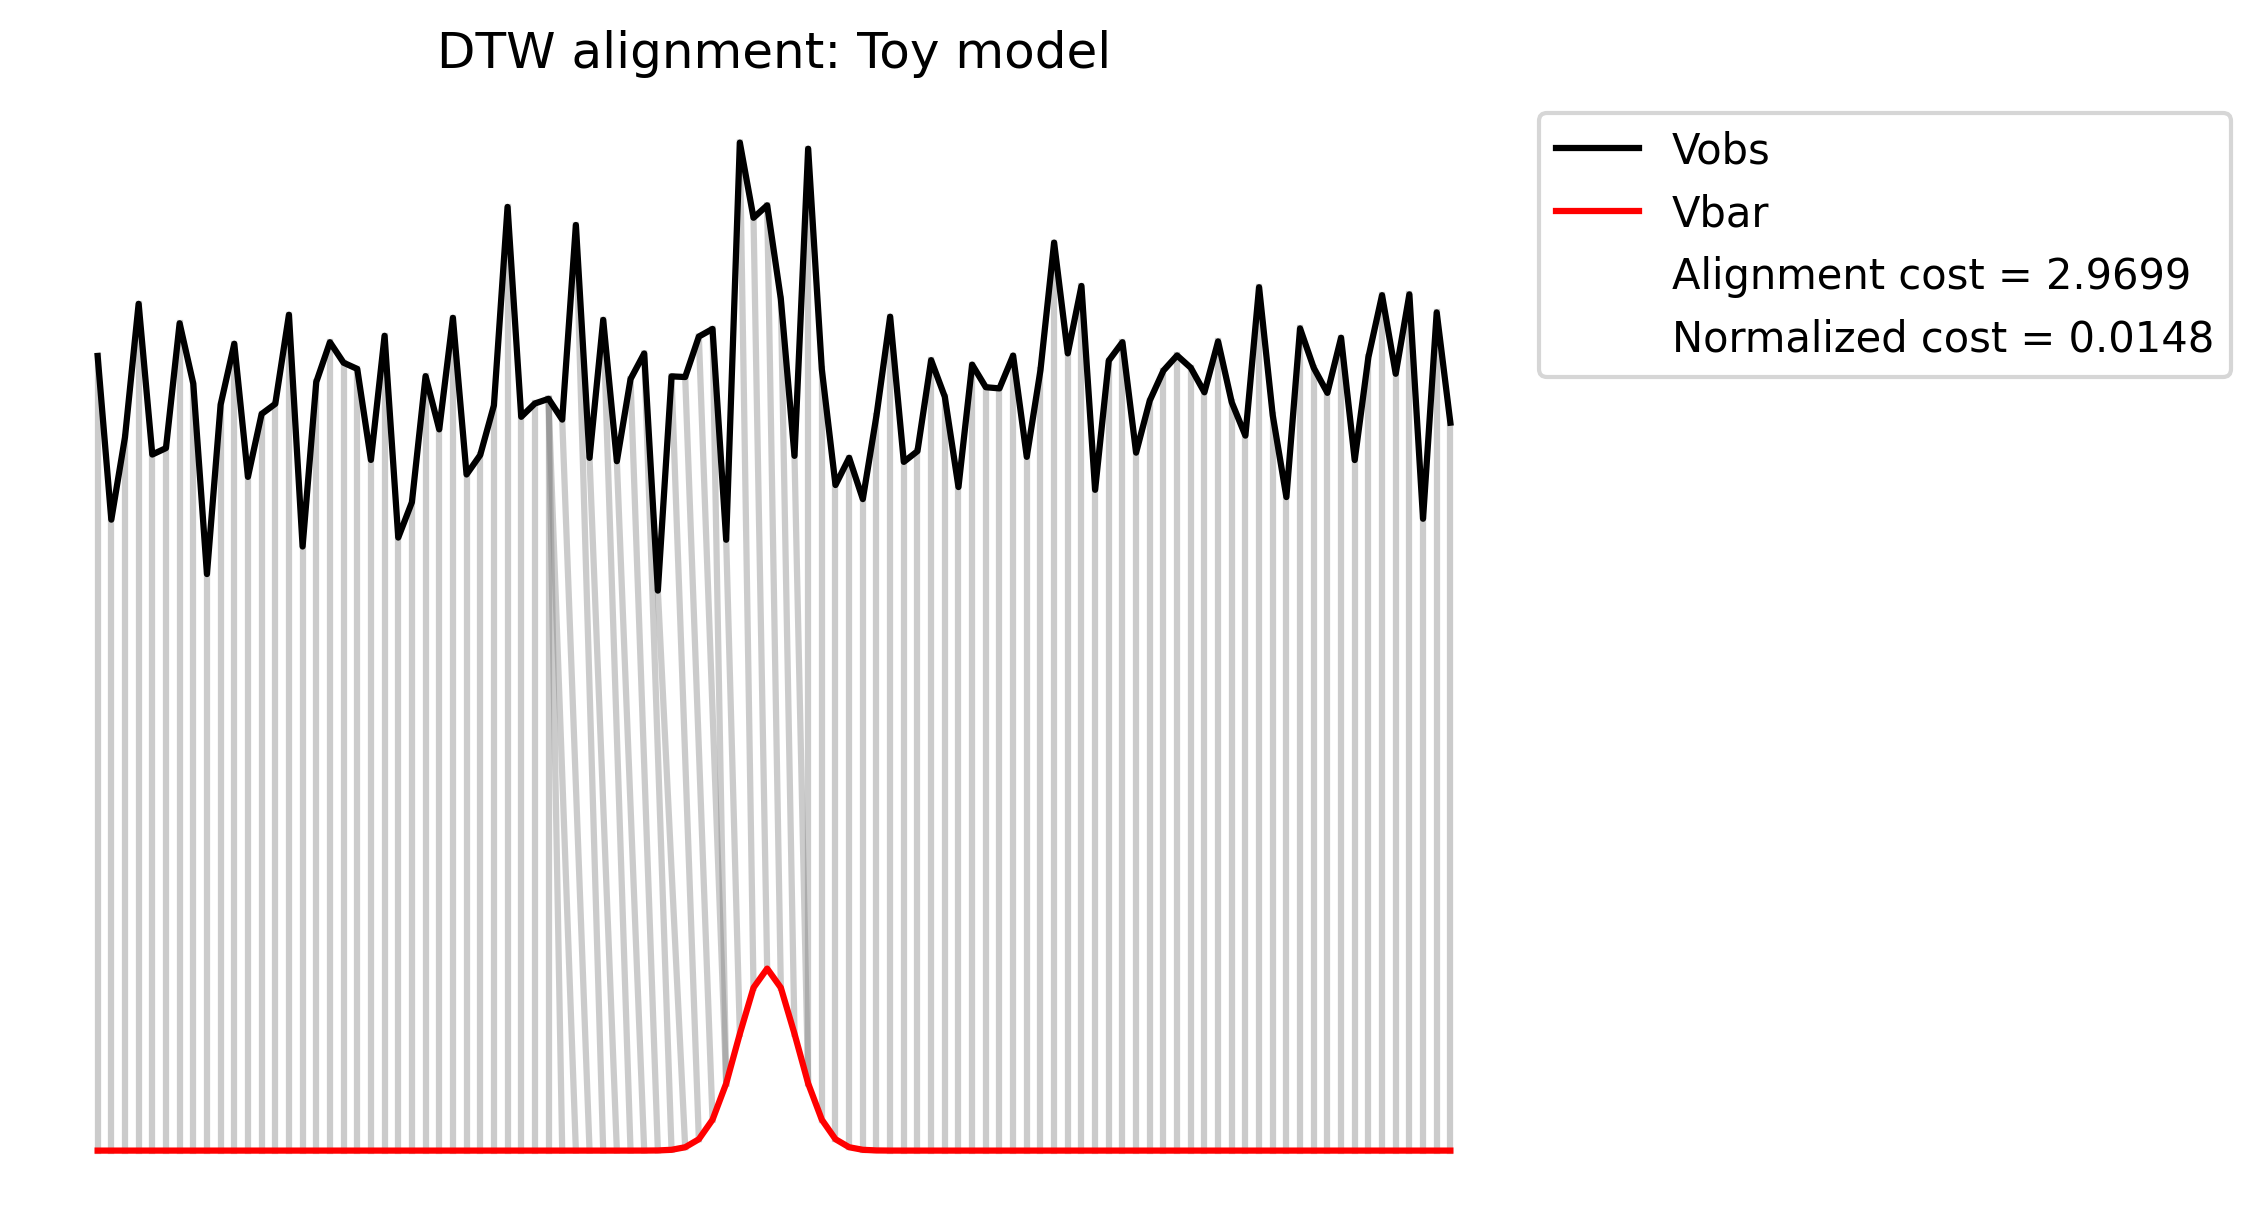 DTW alignment: Toy model
Vobs
Vbar
Alignment cost = 2.9699
Normalized cost = 0.0148